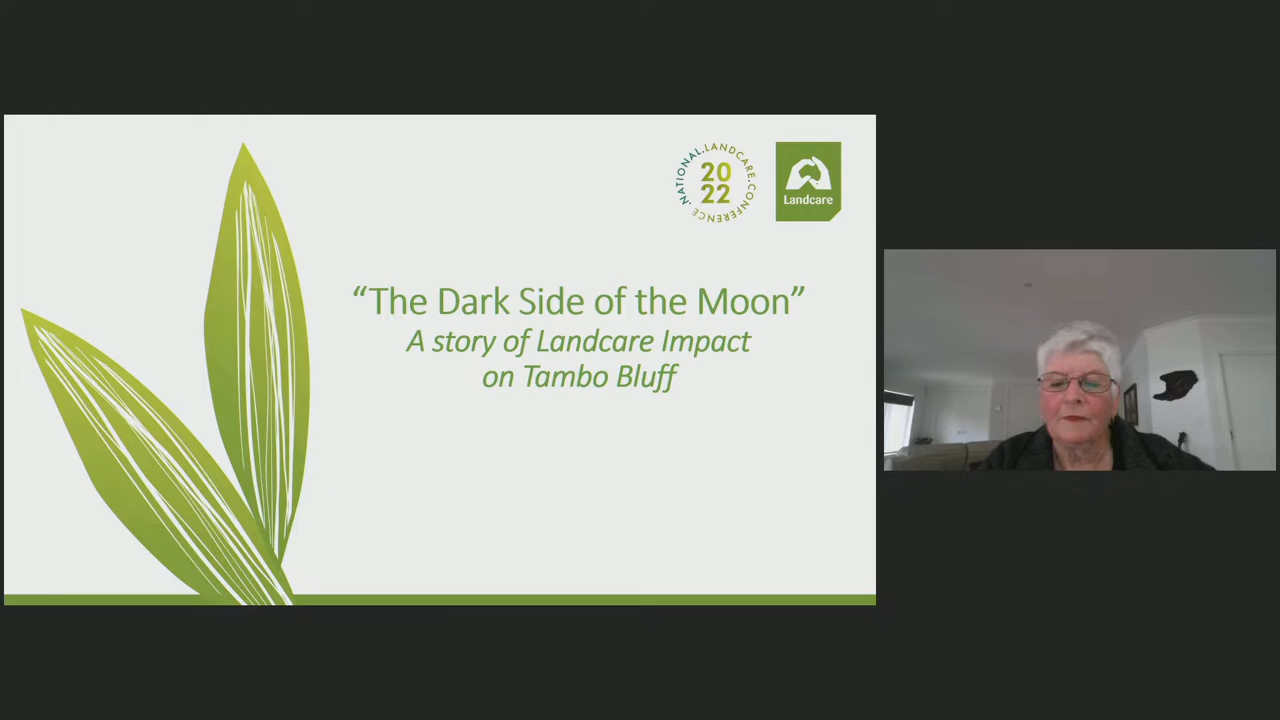 .NATIONAL.LANDCARE.CONFERENCE
20
22
Landcare
“The Dark Side of the Moon”
A story of Landcare Impact
on Tambo Bluff